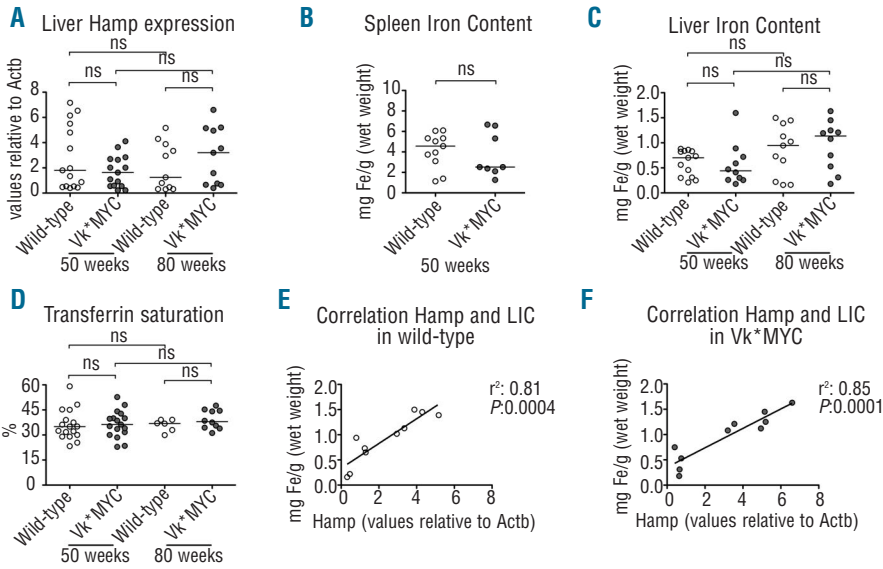 A
Liver Hamp expression
ns
ns
ns
ns
values relative to Actb
8
6
4
2
0
Wild-type
Vk*MYC
Wild-type
Vk*MYC
50 weeks
80 weeks
B
Spleen Iron Content
ns
mg Fe/g (wet weight)
10
8
6
4
2
0
Wild-type
Vk*MYC
50 weeks
C
Liver Iron Content
ns
ns
ns
ns
mg Fe/g (wet weight)
2.0
1.5
1.0
0.5
0.0
Wild-type
Vk*MYC
Wild-type
Vk*MYC
50 weeks
80 weeks
D
Transferrin saturation
ns
ns
ns
ns
%
60
45
30
15
0
Wild-type
Vk*MYC
Wild-type
Vk*MYC
50 weeks
80 weeks
E
Correlation Hamp and LIC
in wild-type
r²: 0.81
P:0.0004
mg Fe/g (wet weight)
2.0
1.5
1.0
0.5
0.0
0 2 4 6 8
Hamp (values relative to Actb)
F
Correlation Hamp and LIC
in Vk*MYC
r²: 0.85
P:0.0001
mg Fe/g (wet weight)
2.0
1.5
1.0
0.5
0.0
0 2 4 6 8
Hamp (values relative to Actb)